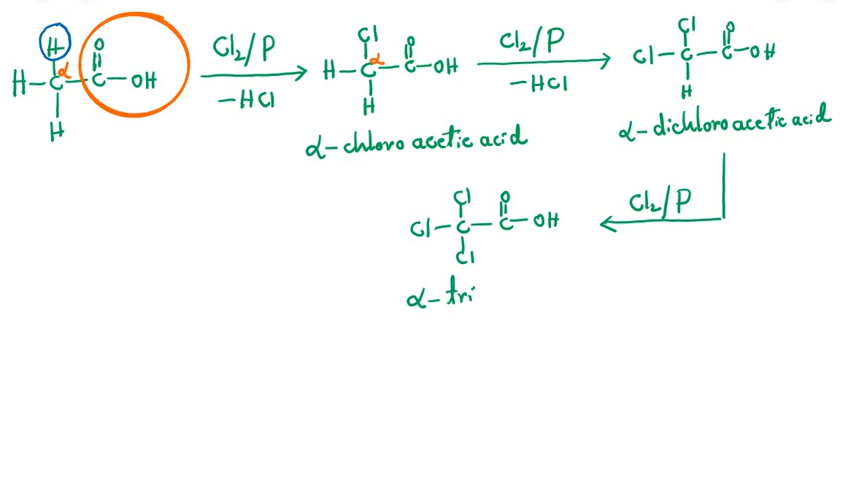 H
O
H – C α – C – OH
H
Cl₂/P
– HCl
Cl
O
H – C α – C – OH
H
α – chloro acetic acid
Cl₂/P
– HCl
Cl
O
Cl – C – C – OH
H
α – dichloro acetic acid
Cl₂/P
Cl
O
Cl – C – C – OH
Cl
α – tri